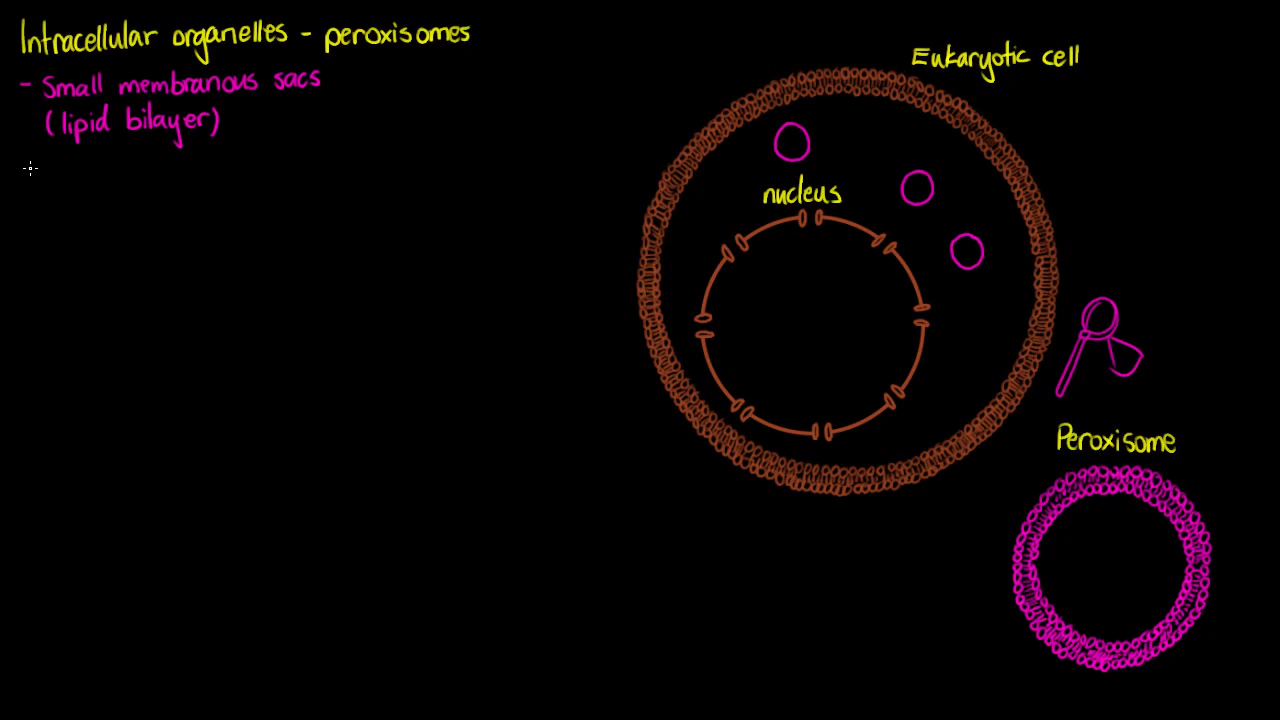 Intracellular organelles - peroxisomes
- Small membranous sacs
(lipid bilayer)
Eukaryotic cell
nucleus
Peroxisome